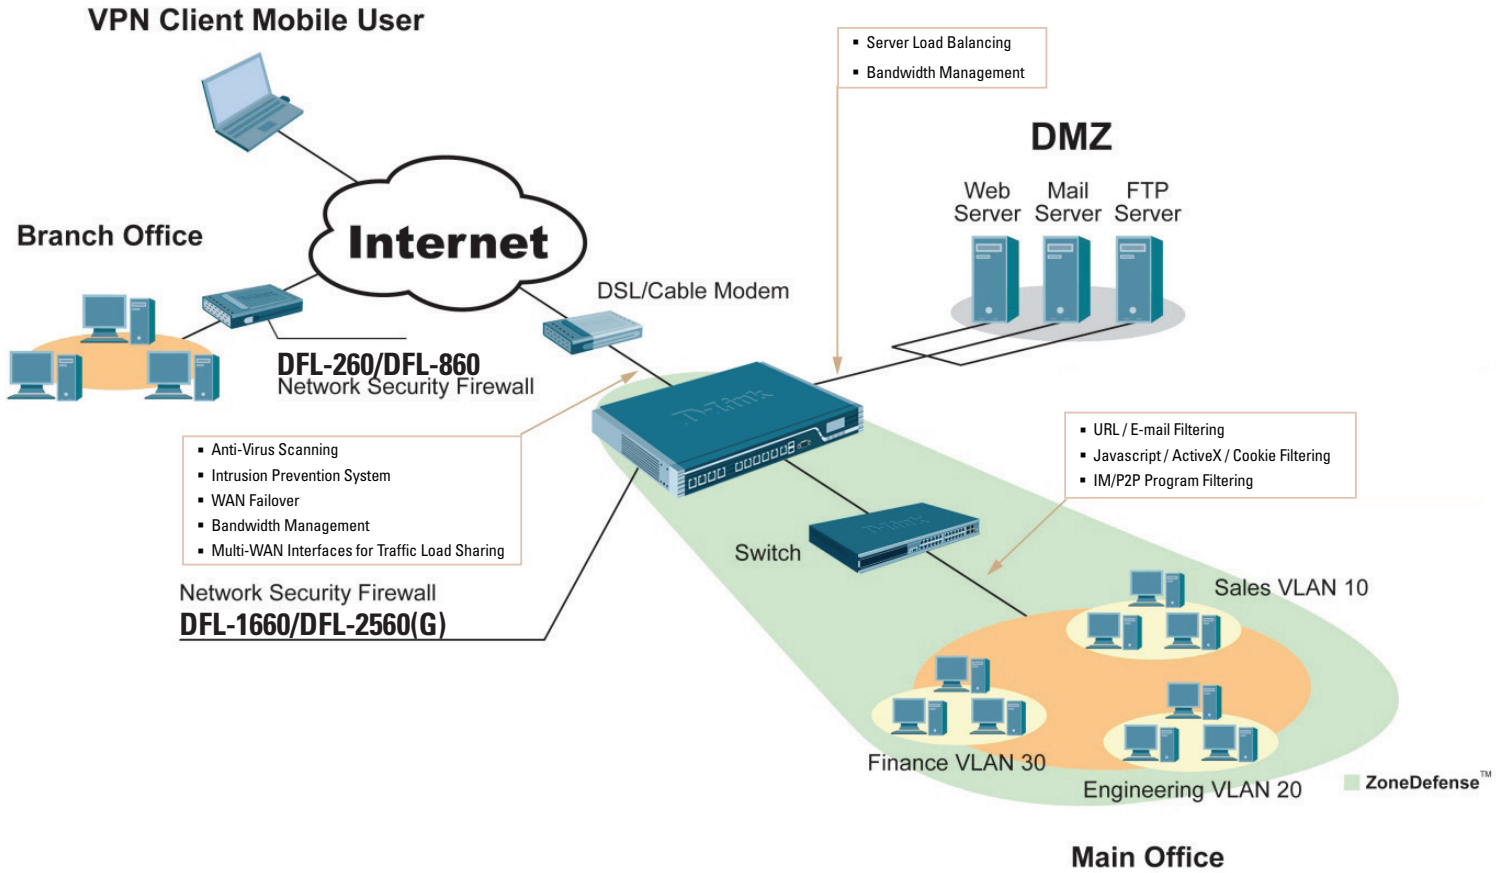 VPN Client Mobile User
▪ Server Load Balancing
▪ Bandwidth Management
DMZ
Web Server
Mail Server
FTP Server
Branch Office
Internet
DSL/Cable Modem
DFL-260/DFL-860
Network Security Firewall
D-Link
▪ Anti-Virus Scanning
▪ Intrusion Prevention System
▪ WAN Failover
▪ Bandwidth Management
▪ Multi-WAN Interfaces for Traffic Load Sharing
▪ URL / E-mail Filtering
▪ Javascript / ActiveX / Cookie Filtering
▪ IM/P2P Program Filtering
D-Link
Switch
Network Security Firewall
DFL-1660/DFL-2560(G)
Sales VLAN 10
Finance VLAN 30
Engineering VLAN 20
ZoneDefense™
Main Office